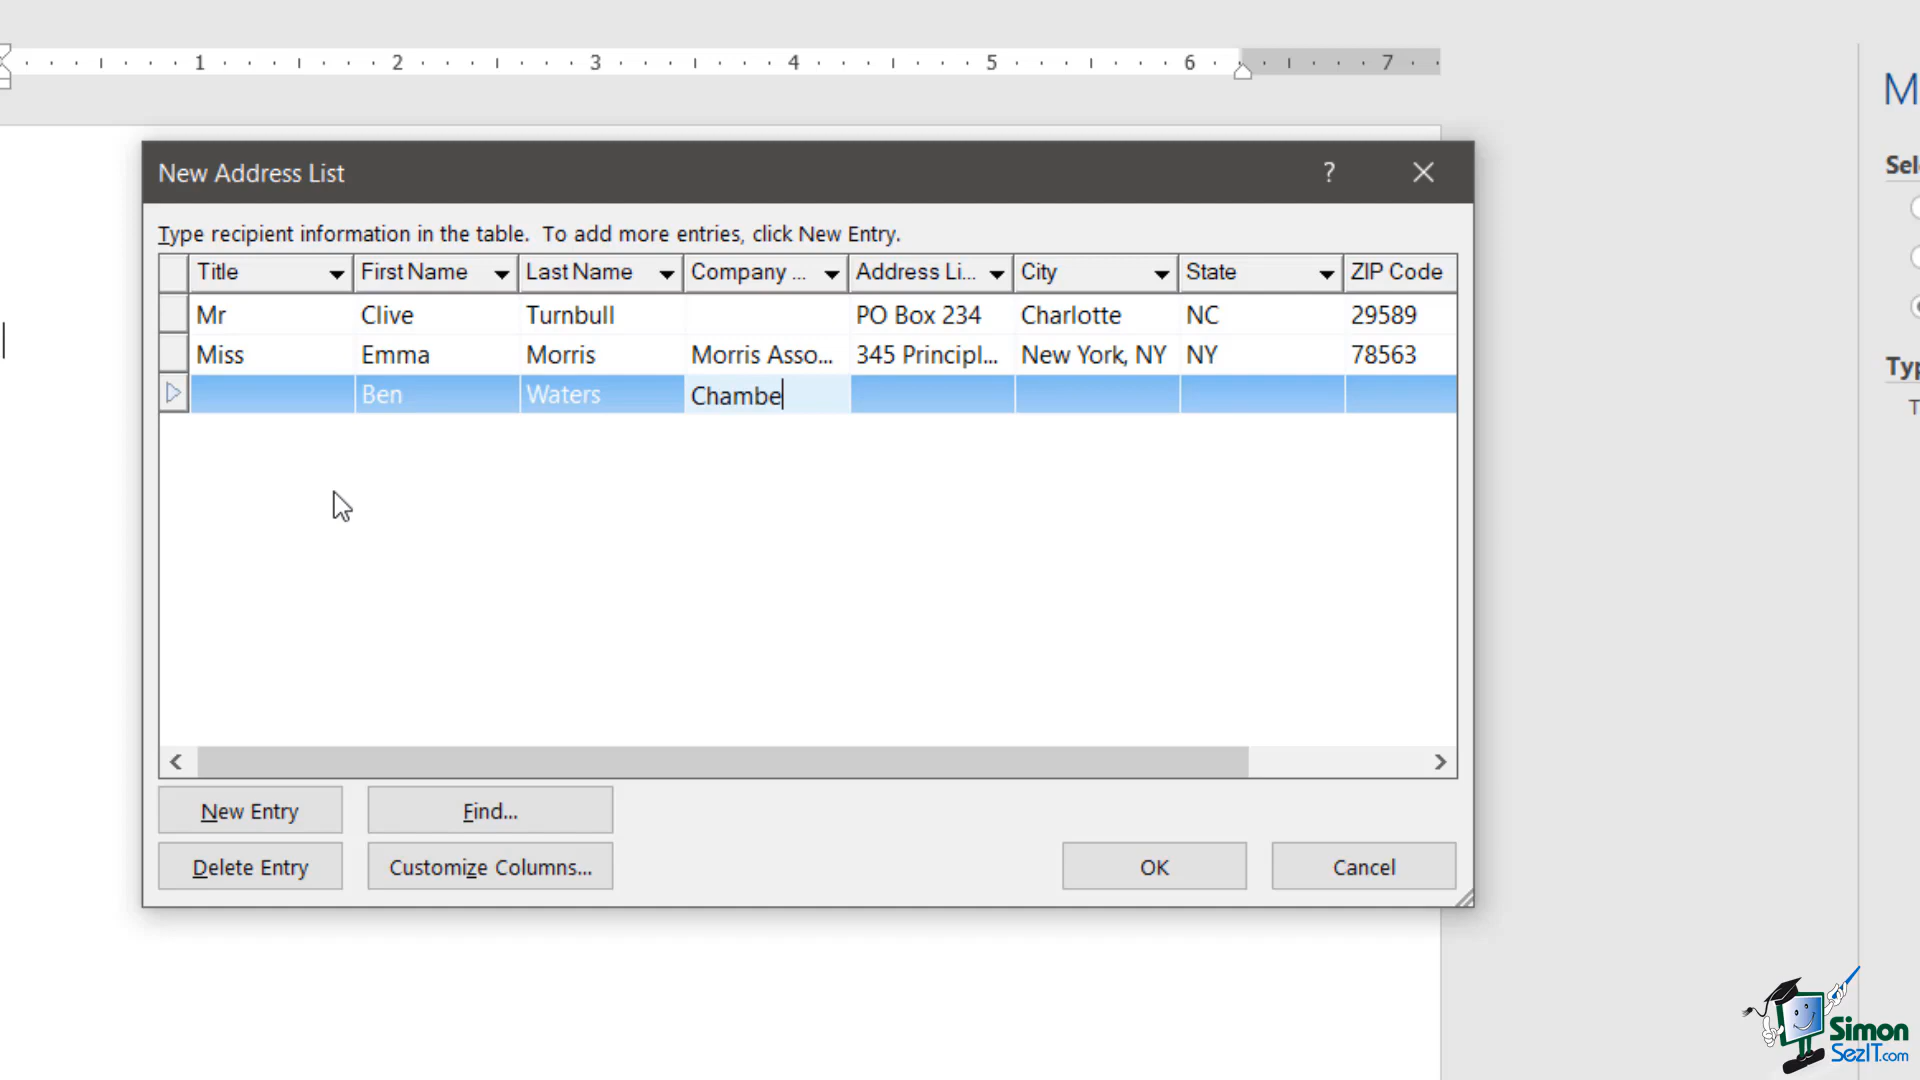 1 2 3 4 5 6 7
New Address List ?
Type recipient information in the table. To add more entries, click New Entry.
Title First Name Last Name Company ... Address Li... City State ZIP Code
Mr Clive Turnbull PO Box 234 Charlotte NC 29589
Miss Emma Morris Morris Asso... 345 Principl... New York, NY NY 78563
Ben Waters Chambe
New Entry Find...
Delete Entry Customize Columns... OK Cancel
M
Sel
Typ
T
Simon
SezIT.com